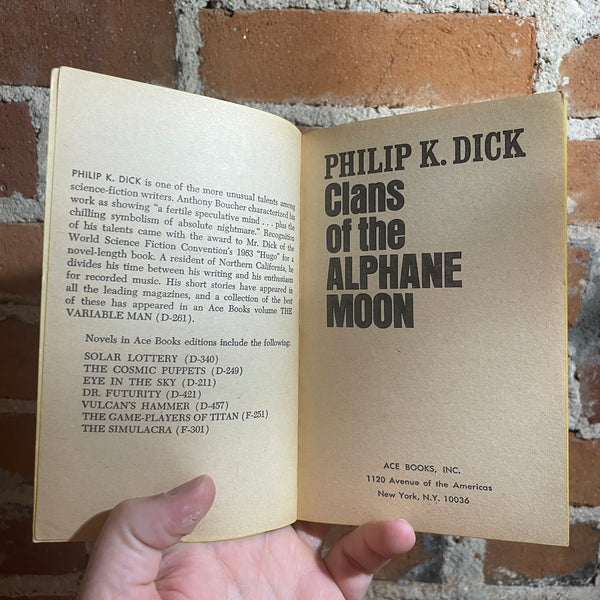 PHILIP K. DICK is one of the more unusual talents among
science-fiction writers. Anthony Boucher characterized his
work as showing "a fertile speculative mind . . . plus the
chilling symbolism of absolute nightmare." Recognition
of his talents came with the award to Mr. Dick of the
World Science Fiction Convention's 1963 "Hugo" for a
novel-length book. A resident of Northern California, he
divides his time between his writing and his enthusiasm
for recorded music. His short stories have appeared in
all the leading magazines, and a collection of the best
of these has appeared in an Ace Books volume THE
VARIABLE MAN (D-261).
Novels in Ace Books editions include the following:
SOLAR LOTTERY (D-340)
THE COSMIC PUPPETS (D-249)
EYE IN THE SKY (D-211)
DR. FUTURITY (D-421)
VULCAN'S HAMMER (D-457)
THE GAME-PLAYERS OF TITAN (F-251)
THE SIMULACRA (F-301)
PHILIP K. DICK
Clans
of the
ALPHANE
MOON
ACE BOOKS, INC.
1120 Avenue of the Americas
New York, N.Y. 10036